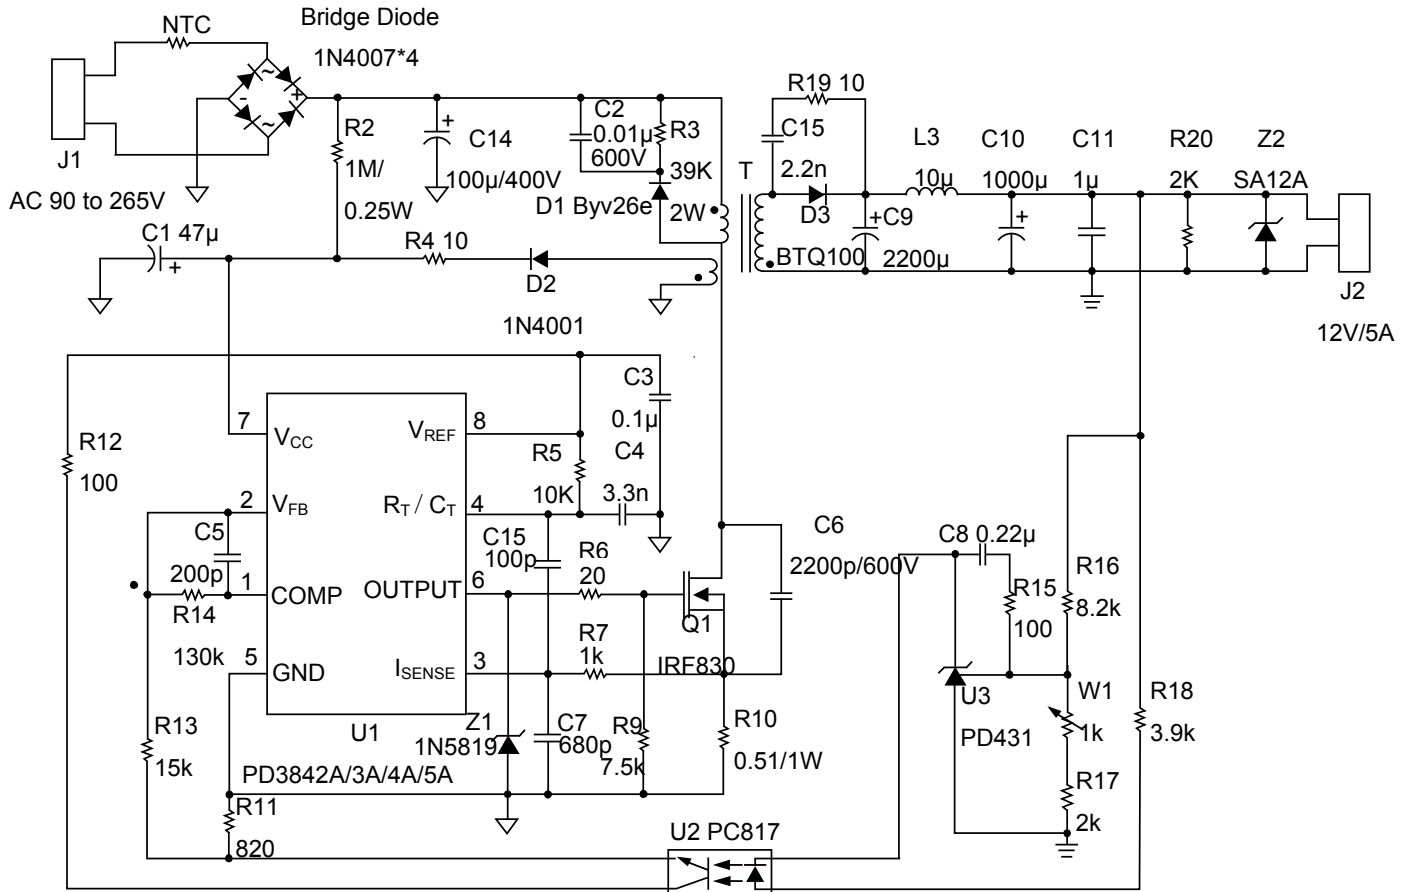 Bridge Diode
NTC
1N4007*4
~
+
-
~
J1
AC 90 to 265V
R2
1M/
0.25W
+
C14
100µ/400V
C2
0.01µ
600V
R3
39K
2W
D1 Byv26e
T
R19 10
C15
2.2n
D3
BTQ100
+C9
2200µ
L3
10µ
C10
1000µ
+
C11
1µ
R20
2K
Z2
SA12A
J2
12V/5A
C1 47µ
+
R4 10
D2
1N4001
R12
100
7
VCC
2
VFB
1
COMP
5
GND
VREF
8
RT / CT
4
OUTPUT
6
ISENSE
3
U1
PD3842A/3A/4A/5A
C5
200p
R14
130k
R13
15k
R11
820
C3
0.1µ
R5
10K
C4
3.3n
C15
100p
R6
20
R7
1k
Q1
IRF830
C6
2200p/600V
Z1
1N5819
C7
680p
R9
7.5k
R10
0.51/1W
C8 0.22µ
R15
100
R16
8.2k
U3
PD431
W1
1k
R17
2k
R18
3.9k
U2 PC817